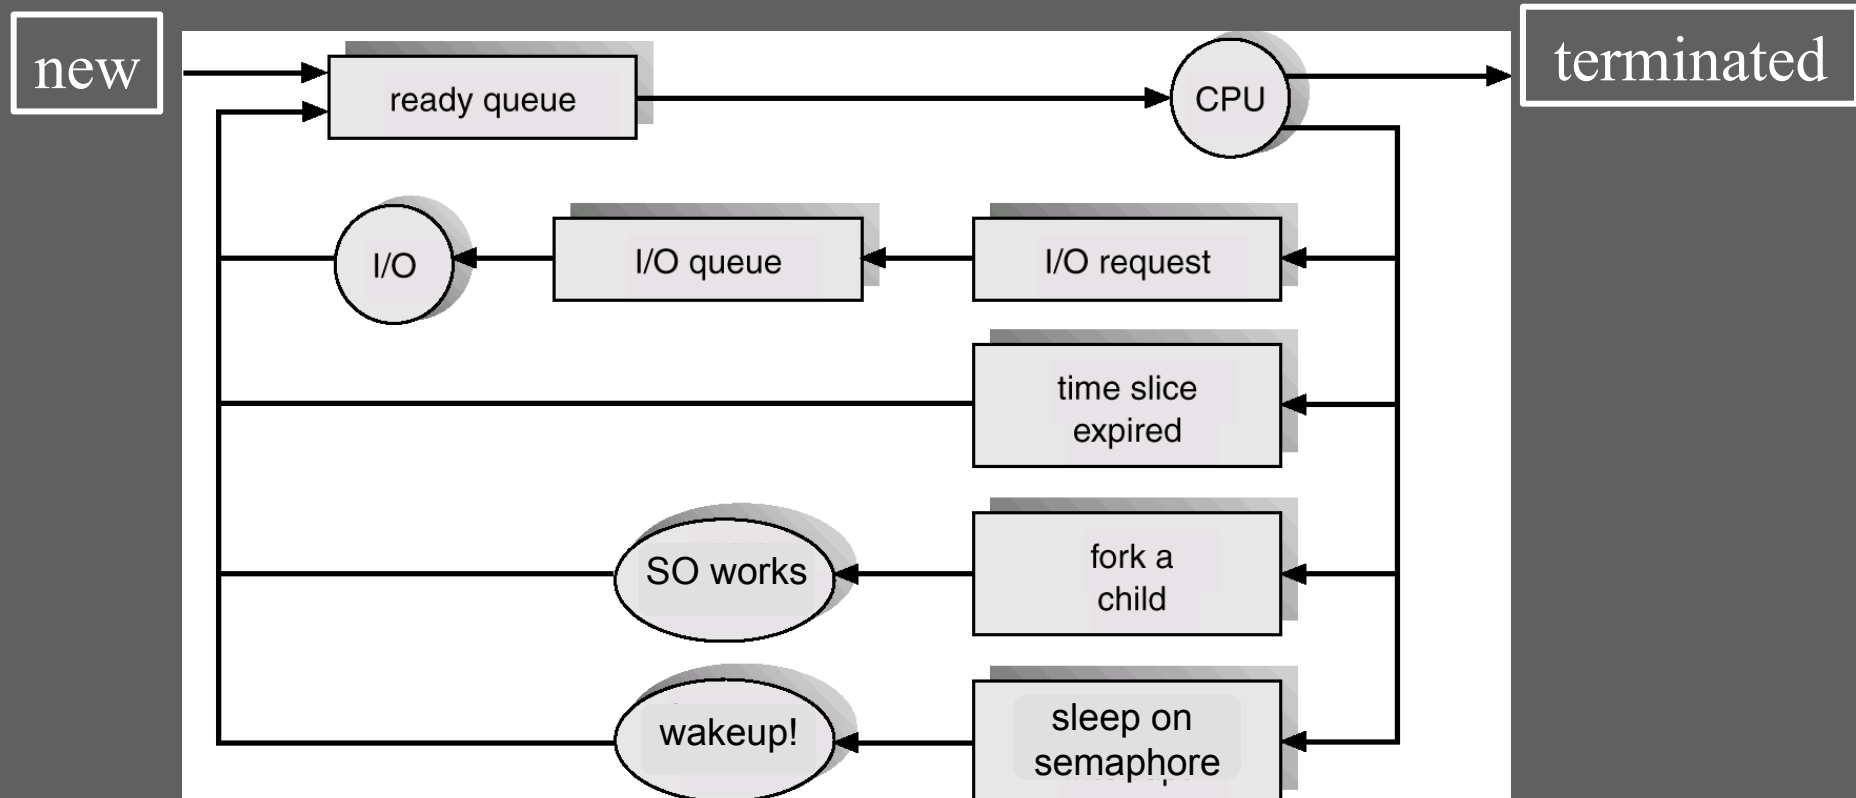 new
terminated
ready queue
CPU
I/O
I/O queue
I/O request
time slice
expired
SO works
fork a
child
wakeup!
sleep on
semaphore